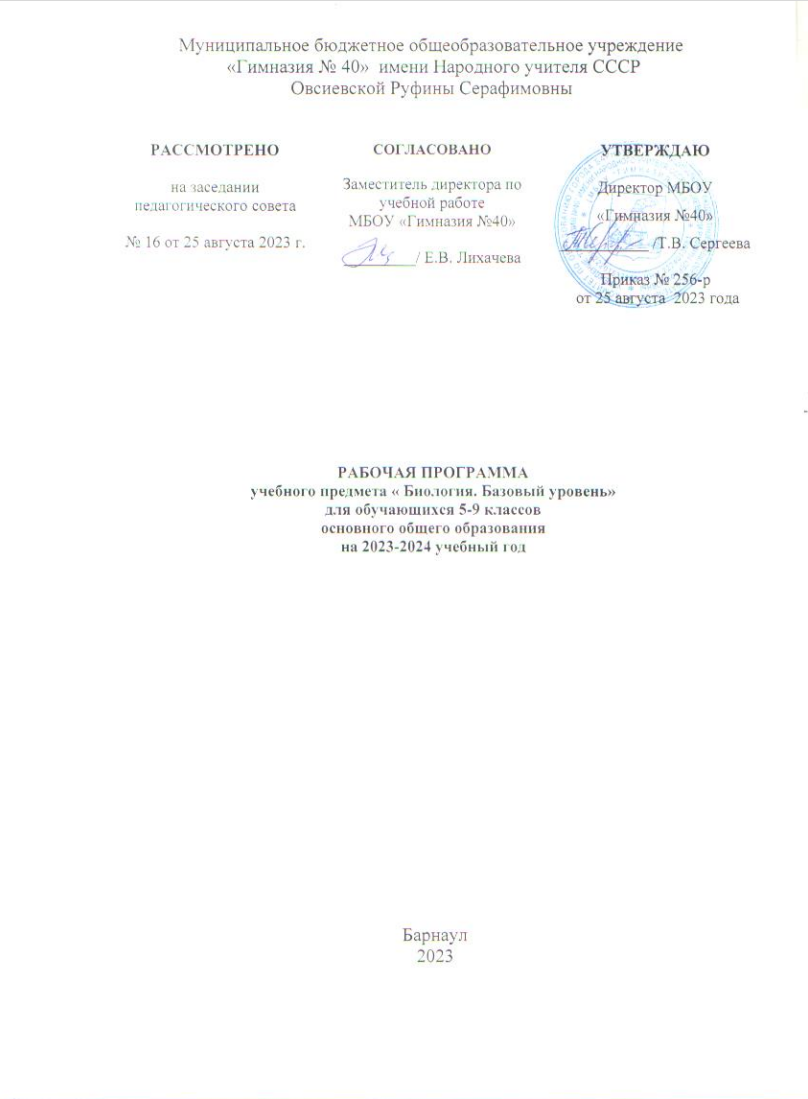 Муниципальное бюджетное общеобразовательное учреждение
«Гимназия № 40» имени Народного учителя СССР
Овсиевской Руфины Серафимовны
РАССМОТРЕНО
на заседании
педагогического совета
№ 16 от 25 августа 2023 г.
СОГЛАСОВАНО
Заместитель директора по
учебной работе
МБОУ «Гимназия №40»
/ Е.В. Лихачева
УТВЕРЖДАЮ
Директор МБОУ
«Гимназия №40»
/Т.В. Сергеева
Приказ № 256-р
от 25 августа 2023 года
РАБОЧАЯ ПРОГРАММА
учебного предмета « Биология. Базовый уровень»
для обучающихся 5-9 классов
основного общего образования
на 2023-2024 учебный год
Барнаул
2023